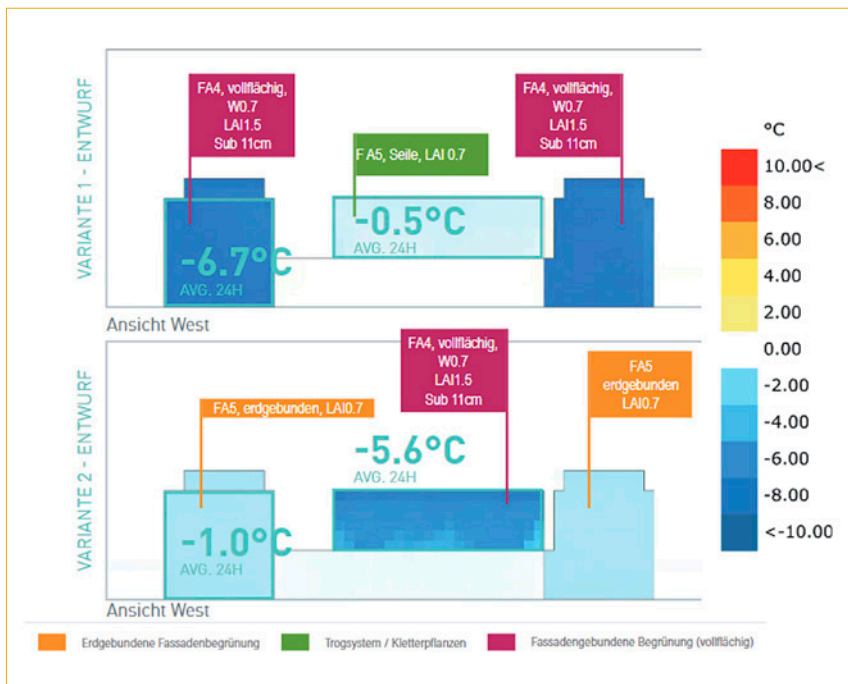 VARIANTE 1 - ENTWURF
FA4, vollflächig,
W0.7
LAI1.5
Sub 11cm
F A5, Seile, LAI 0.7
FA4, vollflächig,
W0.7
LAI1.5
Sub 11cm
-6.7°C
AVG. 24H
-0.5°C
AVG. 24H
Ansicht West
VARIANTE 2 - ENTWURF
FA5, erdgebunden, LAI0.7
FA4, vollflächig,
W0.7
LAI1.5
Sub 11cm
FA5
erdgebunden
LAI0.7
-5.6°C
AVG. 24H
-1.0°C
AVG. 24H
Ansicht West
°C
10.00<
8.00
6.00
4.00
2.00
0.00
-2.00
-4.00
-6.00
-8.00
<-10.00
Erdgebundene Fassadenbegrünung
Trogsystem / Kletterpflanzen
Fassadengebundene Begrünung (vollflächig)